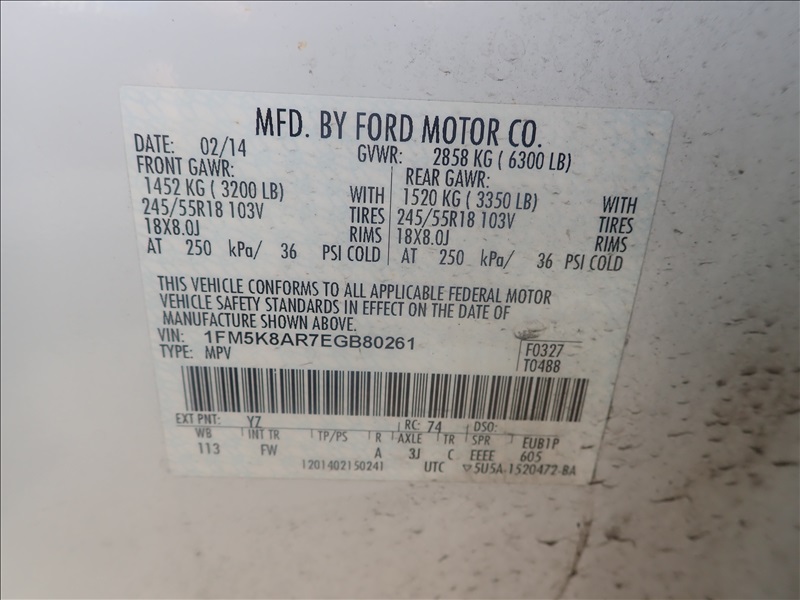 MFD. BY FORD MOTOR CO.
DATE: 02/14 GVWR: 2858 KG ( 6300 LB)
FRONT GAWR: REAR GAWR:
1452 KG ( 3200 LB) WITH 1520 KG ( 3350 LB) WITH
245/55R18 103V TIRES 245/55R18 103V TIRES
18X8.0J RIMS 18X8.0J RIMS
AT 250 kPa/ 36 PSI COLD AT 250 kPa/ 36 PSI COLD
THIS VEHICLE CONFORMS TO ALL APPLICABLE FEDERAL MOTOR
VEHICLE SAFETY STANDARDS IN EFFECT ON THE DATE OF
MANUFACTURE SHOWN ABOVE.
VIN: 1FM5K8AR7EGB80261
TYPE: MPV
F0327
T0488
EXT PNT: YZ RC: 74 DSO:
WB INT TR TP/PS R AXLE TR SPR EUB1P
113 FW A 3J C EEEE 605
1201402150241 UTC 5U5A-1520472-BA